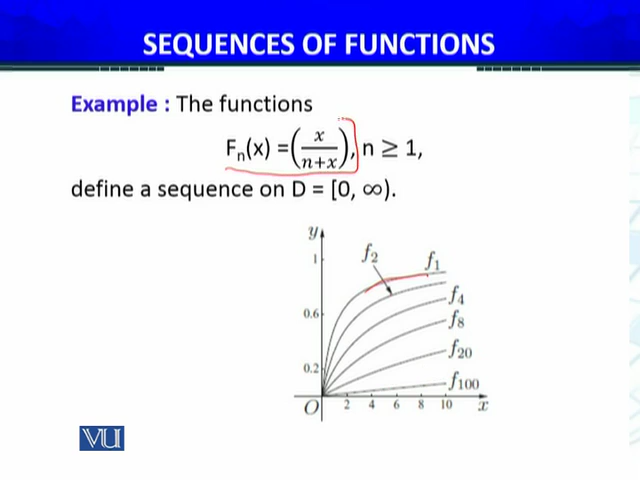 SEQUENCES OF FUNCTIONS
Example : The functions
Fₙ(x) =(x/(n+x)), n ≥ 1,
define a sequence on D = [0, ∞).
y
1
0.6
0.2
f₂
f₁
f₄
f₈
f₂₀
f₁₀₀
O 2 4 6 8 10 x
VU